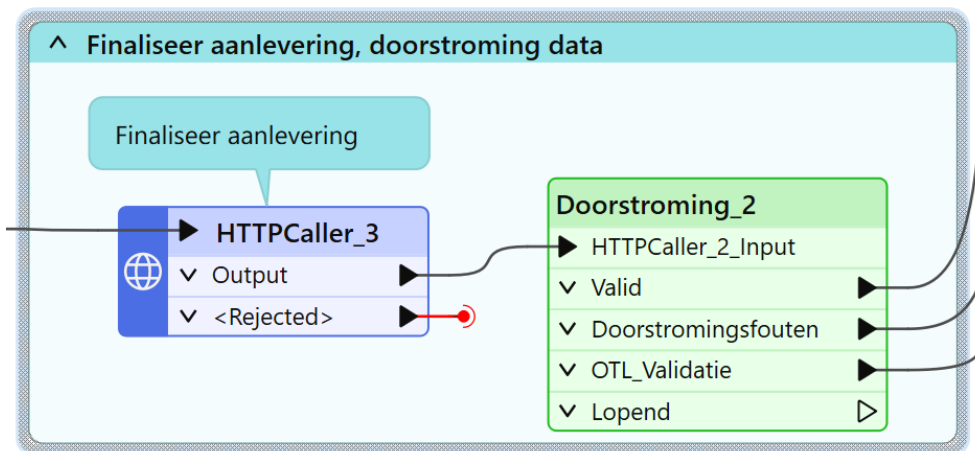 Finaliseer aanlevering, doorstroming data
Finaliseer aanlevering
HTTPCaller_3
Output
<Rejected>
Doorstroming_2
HTTPCaller_2_Input
Valid
Doorstromingsfouten
OTL_Validatie
Lopend